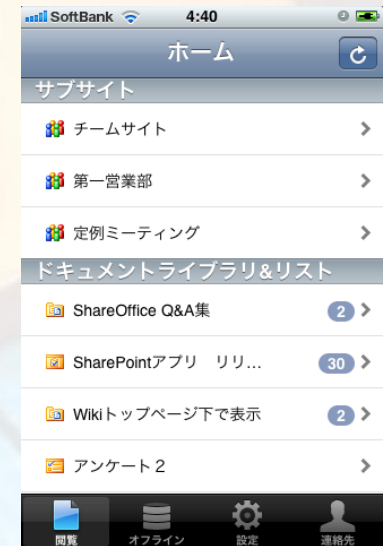 SoftBank 4:40
ホーム
サブサイト
チームサイト
第一営業部
定例ミーティング
ドキュメントライブラリ&リスト
ShareOffice Q&A集 2
SharePointアプリ　リリ... 30
Wikiトップページ下で表示 2
アンケート２
閲覧 オフライン 設定 連絡先